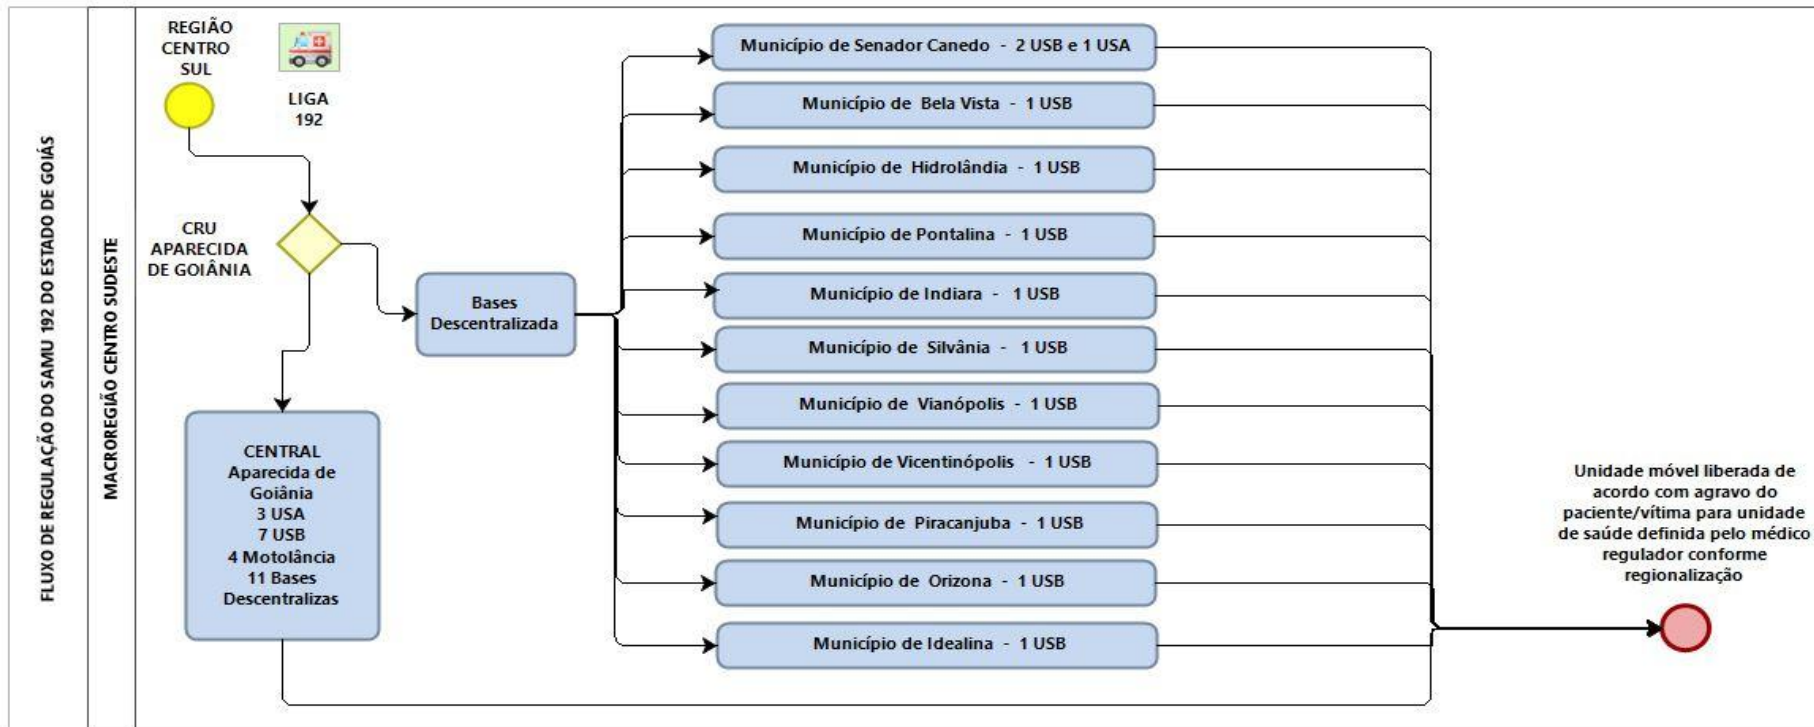 FLUXO DE REGULAÇÃO DO SAMU 192 DO ESTADO DE GOIÁS
MACROREGIÃO CENTRO SUDESTE
REGIÃO
CENTRO
SUL
LIGA
192
CRU
APARECIDA
DE GOIÂNIA
Bases
Descentralizada
CENTRAL
Aparecida de
Goiânia
3 USA
7 USB
4 Motolância
11 Bases
Descentralizas
Município de Senador Canedo - 2 USB e 1 USA
Município de Bela Vista - 1 USB
Município de Hidrolândia - 1 USB
Município de Pontalina - 1 USB
Município de Indiara - 1 USB
Município de Silvânia - 1 USB
Município de Vianópolis - 1 USB
Município de Vicentinópolis - 1 USB
Município de Piracanjuba - 1 USB
Município de Orizona - 1 USB
Município de Idealina - 1 USB
Unidade móvel liberada de
acordo com agravo do
paciente/vítima para unidade
de saúde definida pelo médico
regulador conforme
regionalização